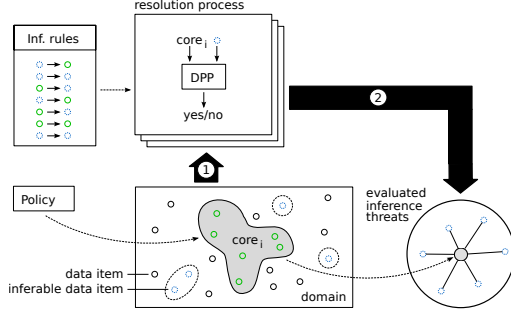 resolution process
Inf. rules
core i
DPP
yes/no
2
1
Policy
evaluated
inference
threats
core i
data item
inferable data item
domain